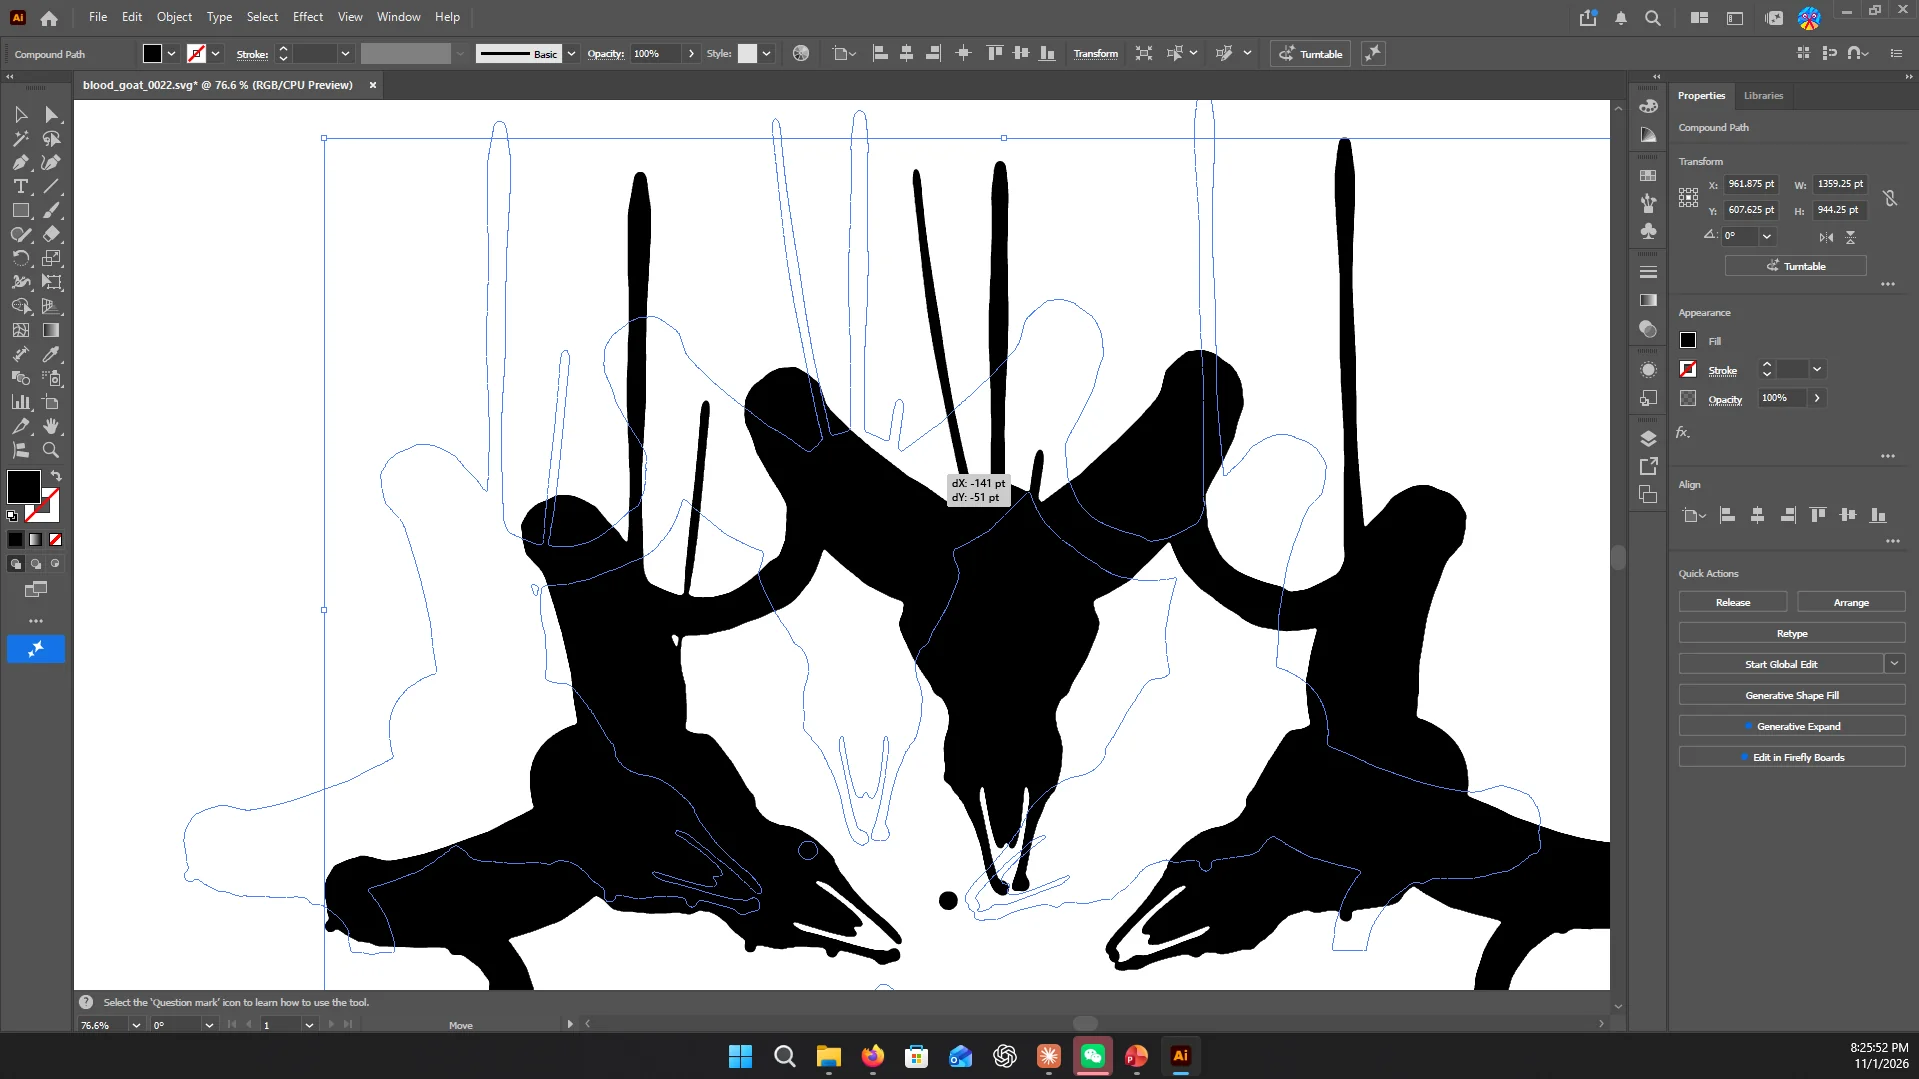 Ai
File
Edit
Object
Type
Select
Effect
View
Window
Help
Compound Path
Stroke:
Basic
Opacity:
100%
Style:
Transform
Turntable
blood_goat_0022.svg* @ 76.6 % (RGB/CPU Preview)
Properties
Libraries
Compound Path
Transform
X: 961.875 pt
W: 1359.25 pt
Y: 607.625 pt
H: 944.25 pt
0°
Turntable
Appearance
Fill
Stroke
Opacity
100%
fx.
Align
Quick Actions
Release
Arrange
Retype
Start Global Edit
Generative Shape Fill
Generative Expand
Edit in Firefly Boards
dX: -141 pt
dY: -51 pt
Select the 'Question mark' icon to learn how to use the tool.
76.6%
0°
1
Move
Ai
8:25:52 PM
11/1/2026